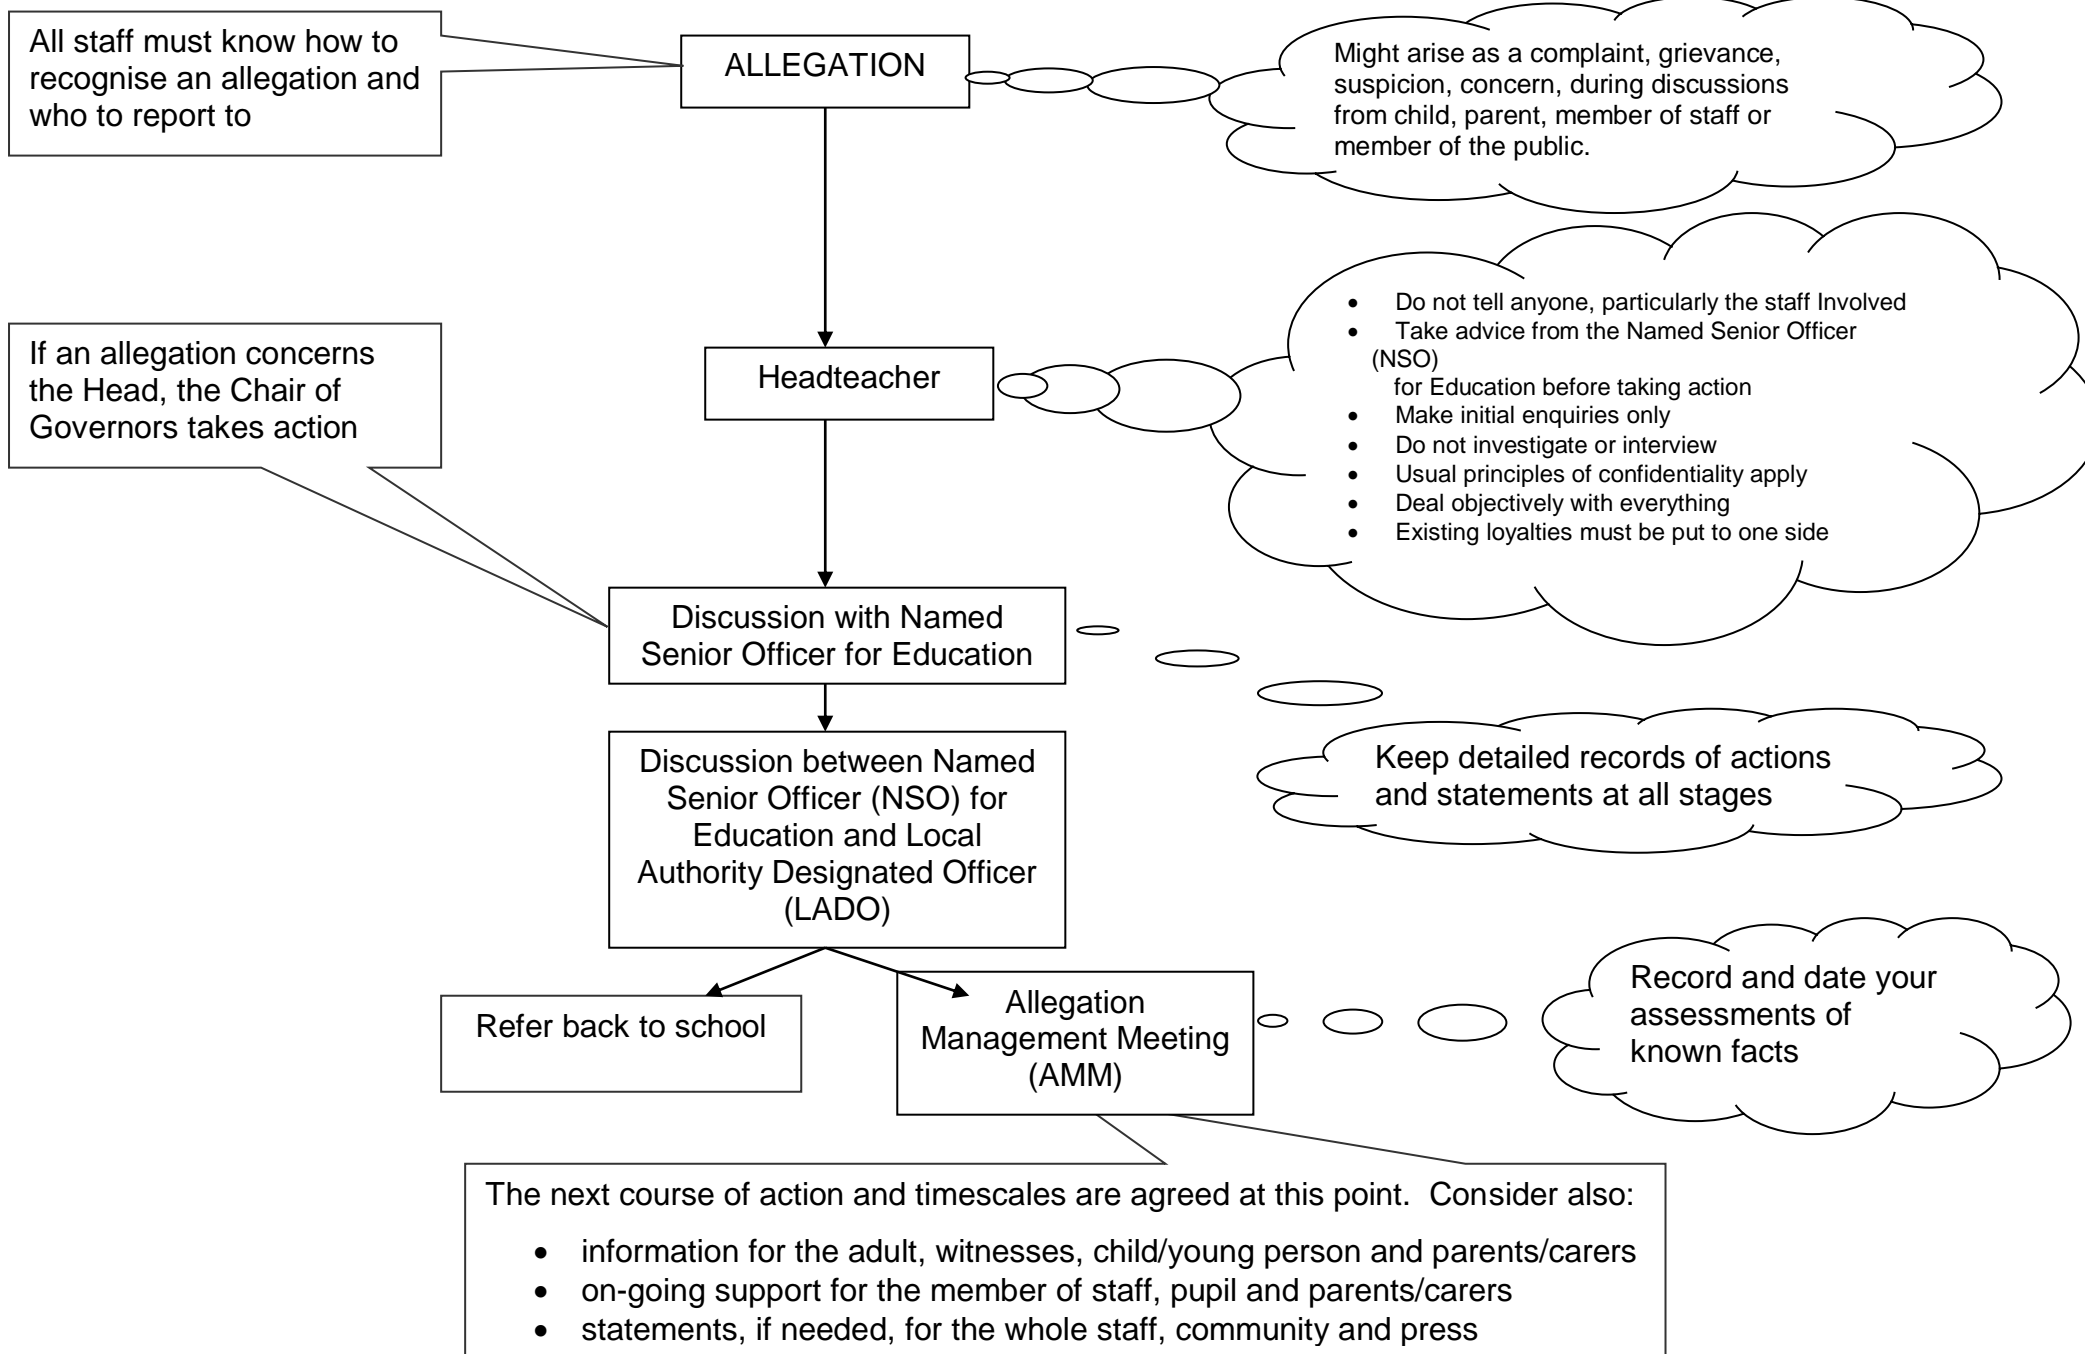 All staff must know how to
recognise an allegation and
who to report to
ALLEGATION
Might arise as a complaint, grievance,
suspicion, concern, during discussions
from child, parent, member of staff or
member of the public.
If an allegation concerns
the Head, the Chair of
Governors takes action
Headteacher
• Do not tell anyone, particularly the staff Involved
• Take advice from the Named Senior Officer
(NSO)
for Education before taking action
• Make initial enquiries only
• Do not investigate or interview
• Usual principles of confidentiality apply
• Deal objectively with everything
• Existing loyalties must be put to one side
Discussion with Named
Senior Officer for Education
Discussion between Named
Senior Officer (NSO) for
Education and Local
Authority Designated Officer
(LADO)
Keep detailed records of actions
and statements at all stages
Refer back to school
Allegation
Management Meeting
(AMM)
Record and date your
assessments of
known facts
The next course of action and timescales are agreed at this point.  Consider also:
• information for the adult, witnesses, child/young person and parents/carers
• on-going support for the member of staff, pupil and parents/carers
• statements, if needed, for the whole staff, community and press